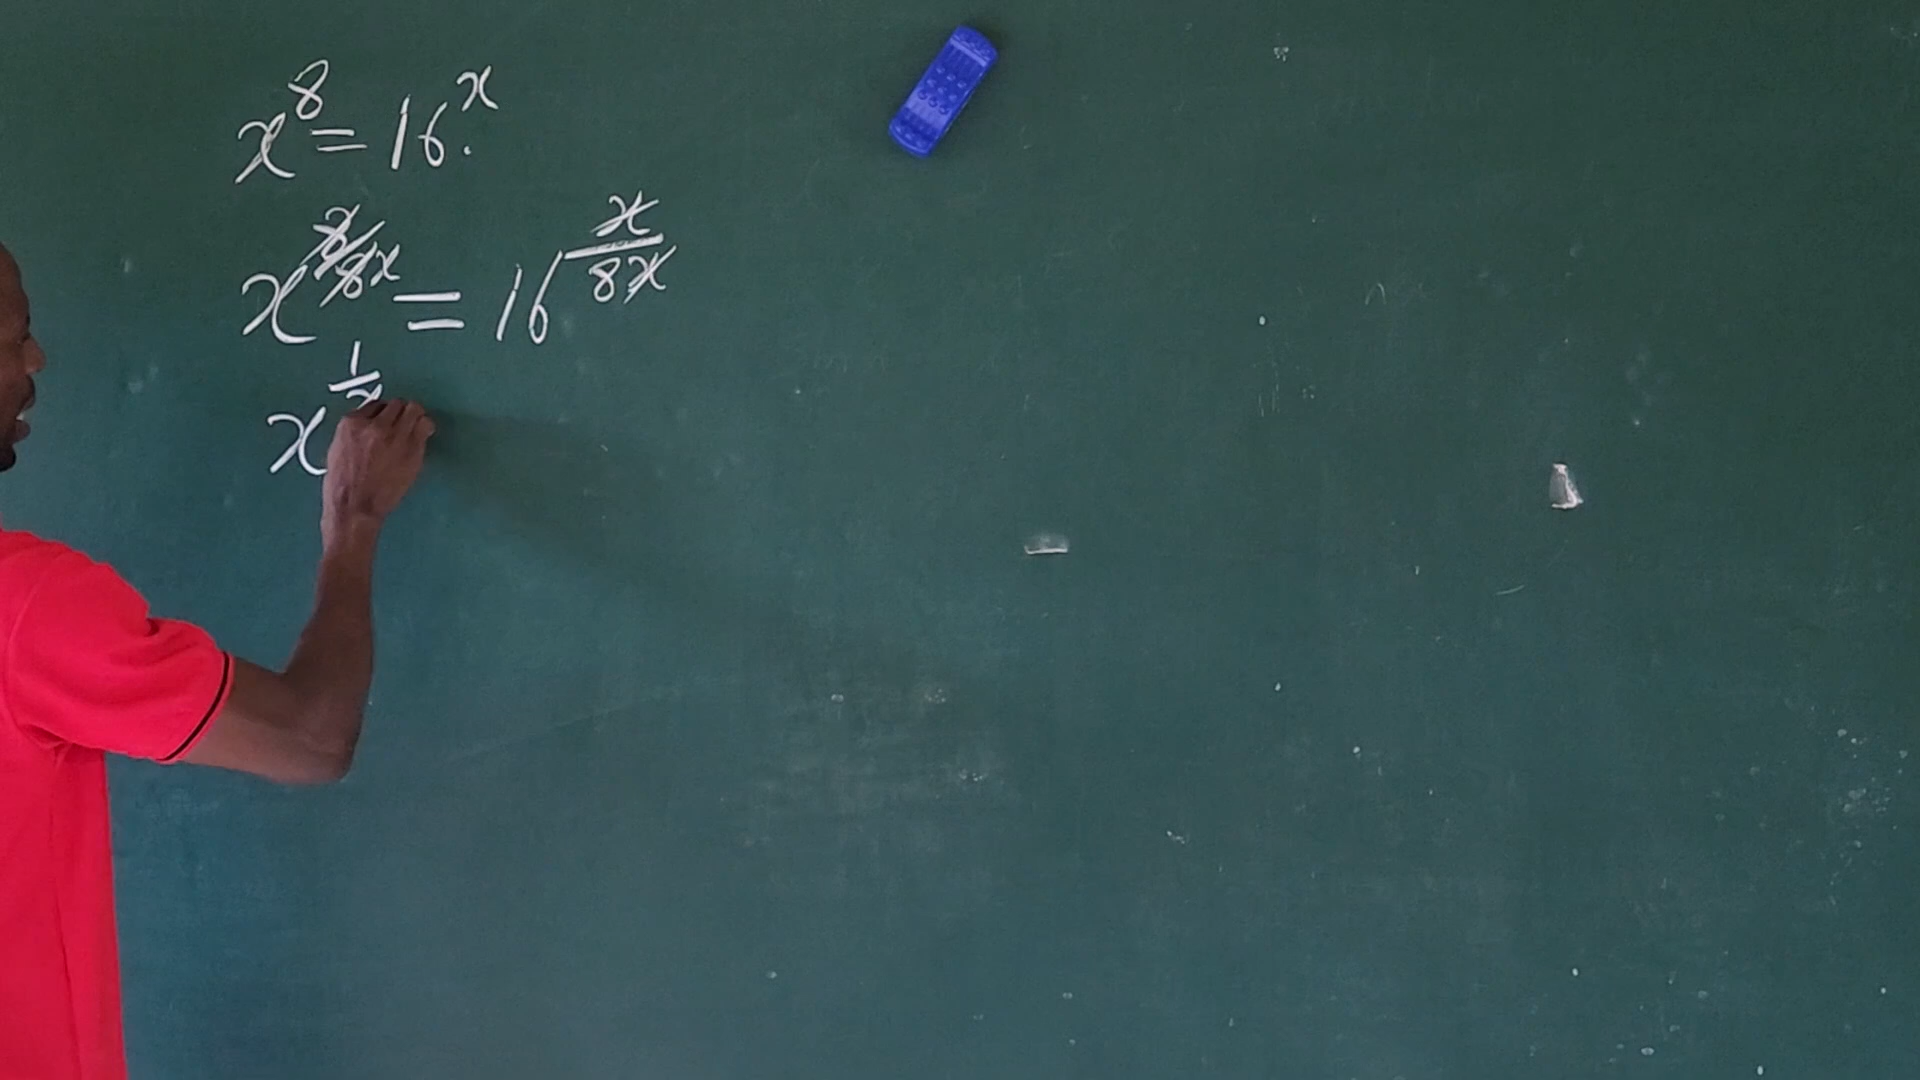 x^8 = 16^x.
x^(8/8x) = 16^(x/8x)
x^(1/x)